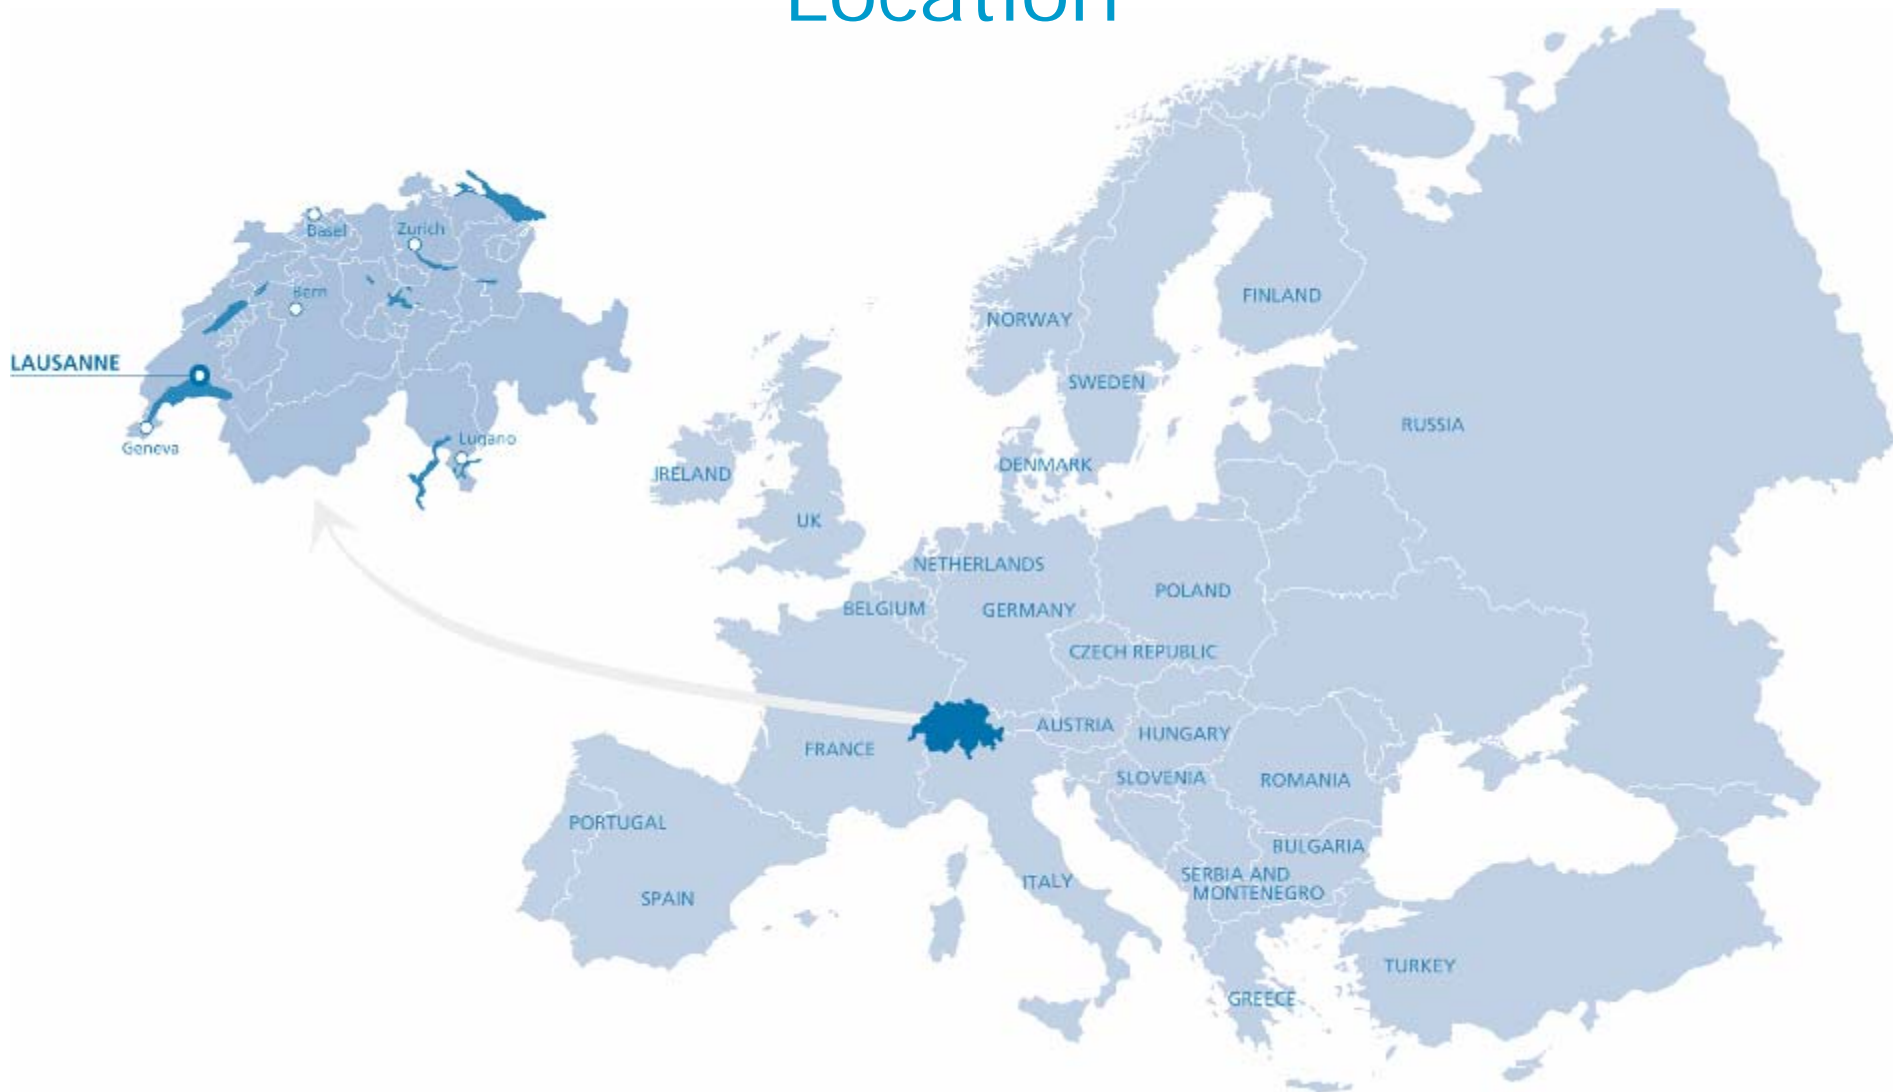 Location
Basel
Zurich
Bern
LAUSANNE
Geneva
Lugano
NORWAY
FINLAND
SWEDEN
RUSSIA
IRELAND
DENMARK
UK
NETHERLANDS
BELGIUM
GERMANY
POLAND
CZECH REPUBLIC
FRANCE
AUSTRIA
HUNGARY
SLOVENIA
ROMANIA
PORTUGAL
SPAIN
ITALY
BULGARIA
SERBIA AND
MONTENEGRO
TURKEY
GREECE